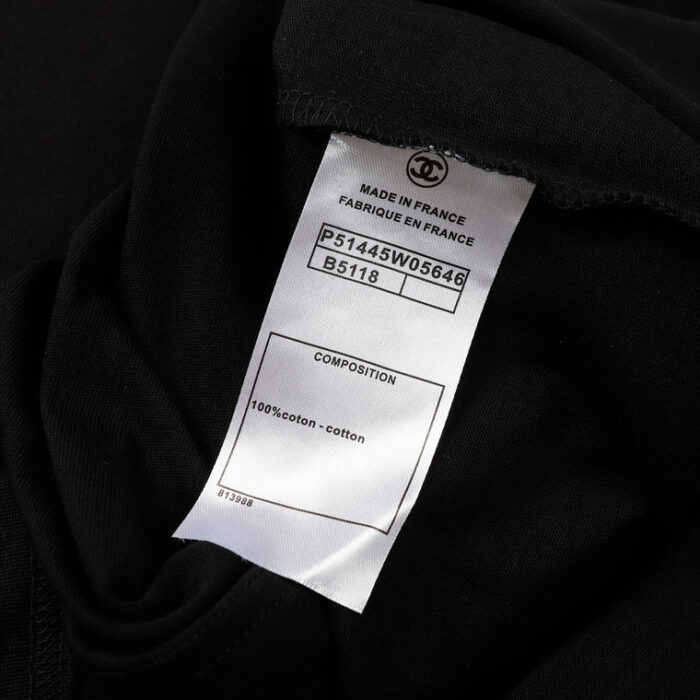 MADE IN FRANCE
FABRIQUE EN FRANCE
P51445W05646
B5118
COMPOSITION
100%coton - cotton
813988